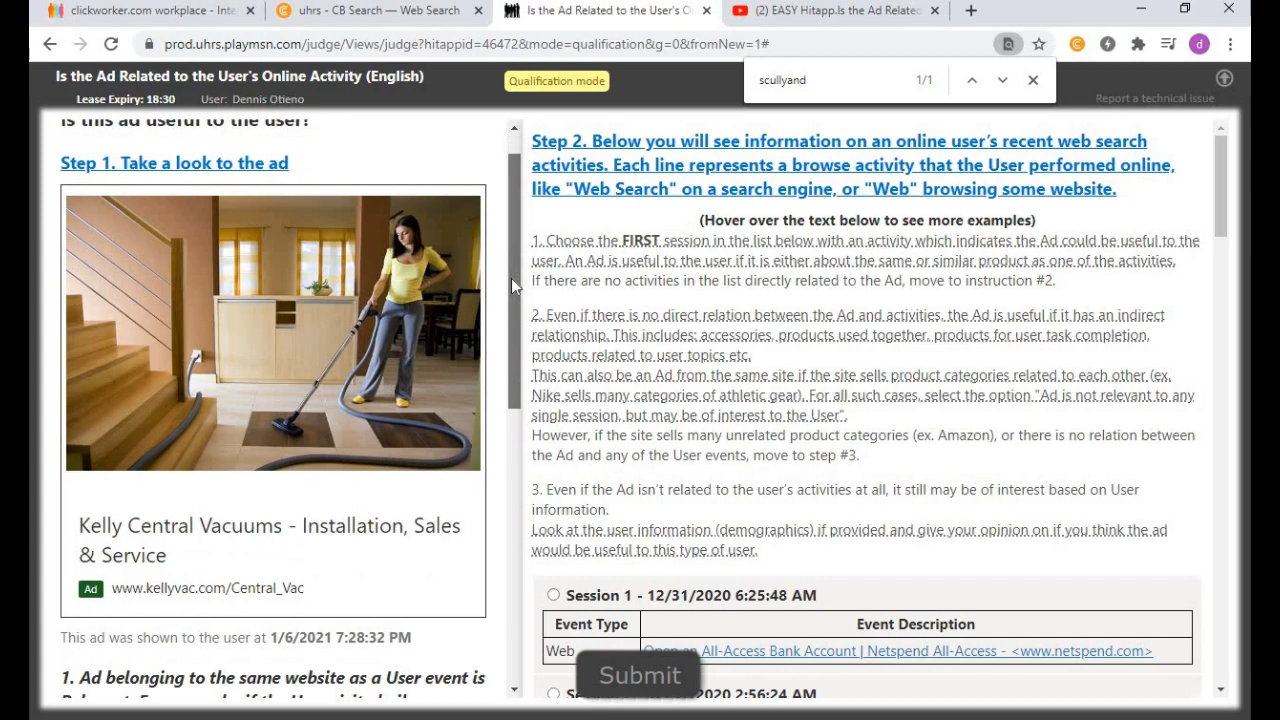 clickworker.com workplace - Inte
uhrs - CB Search — Web Search
Is the Ad Related to the User's O
(2) EASY Hitapp.Is the Ad Relate
prod.uhrs.playmsn.com/judge/Views/judge?hitappid=46472&mode=qualification&g=0&fromNew=1#
d
Is the Ad Related to the User's Online Activity (English)
Qualification mode
scullyand 1/1
Lease Expiry: 18:30 User: Dennis Otieno
Report a technical issue
Is this ad useful to the user?
Step 1. Take a look to the ad
Kelly Central Vacuums - Installation, Sales
& Service
Ad www.kellyvac.com/Central_Vac
This ad was shown to the user at 1/6/2021 7:28:32 PM
1. Ad belonging to the same website as a User event is
Step 2. Below you will see information on an online user's recent web search
activities. Each line represents a browse activity that the User performed online,
like "Web Search" on a search engine, or "Web" browsing some website.
(Hover over the text below to see more examples)
1. Choose the FIRST session in the list below with an activity which indicates the Ad could be useful to the
user. An Ad is useful to the user if it is either about the same or similar product as one of the activities.
If there are no activities in the list directly related to the Ad, move to instruction #2.
2. Even if there is no direct relation between the Ad and activities, the Ad is useful if it has an indirect
relationship. This includes: accessories, products used together, products for user task completion,
products related to user topics etc.
This can also be an Ad from the same site if the site sells product categories related to each other (ex.
Nike sells many categories of athletic gear). For all such cases, select the option "Ad is not relevant to any
single session, but may be of interest to the User".
However, if the site sells many unrelated product categories (ex. Amazon), or there is no relation between
the Ad and any of the User events, move to step #3.
3. Even if the Ad isn't related to the user's activities at all, it still may be of interest based on User
information.
Look at the user information (demographics) if provided and give your opinion on if you think the ad
would be useful to this type of user.
Session 1 - 12/31/2020 6:25:48 AM
Event Type Event Description
Web Open an All-Access Bank Account | Netspend All-Access - <www.netspend.com>
Submit
2:56:24 AM